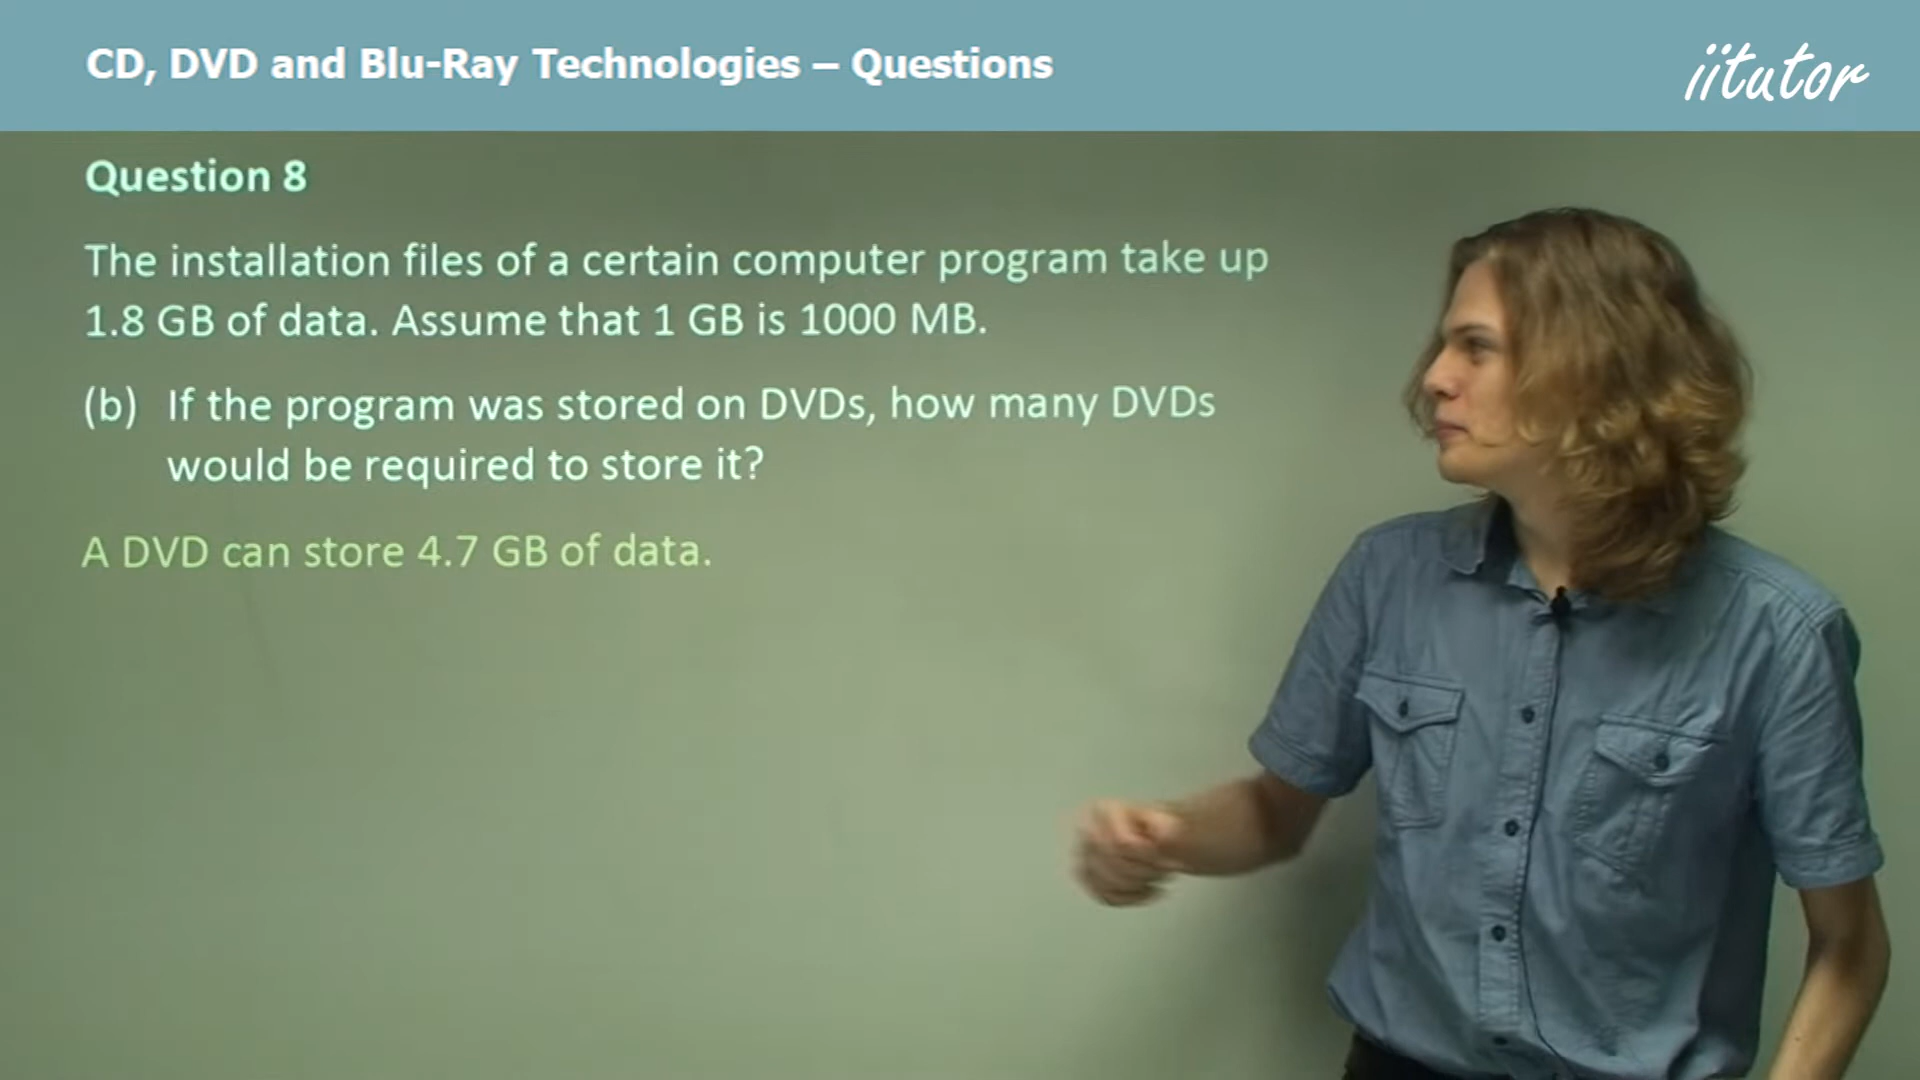 CD, DVD and Blu-Ray Technologies – Questions
iitutor
Question 8
The installation files of a certain computer program take up
1.8 GB of data. Assume that 1 GB is 1000 MB.
(b) If the program was stored on DVDs, how many DVDs
would be required to store it?
A DVD can store 4.7 GB of data.